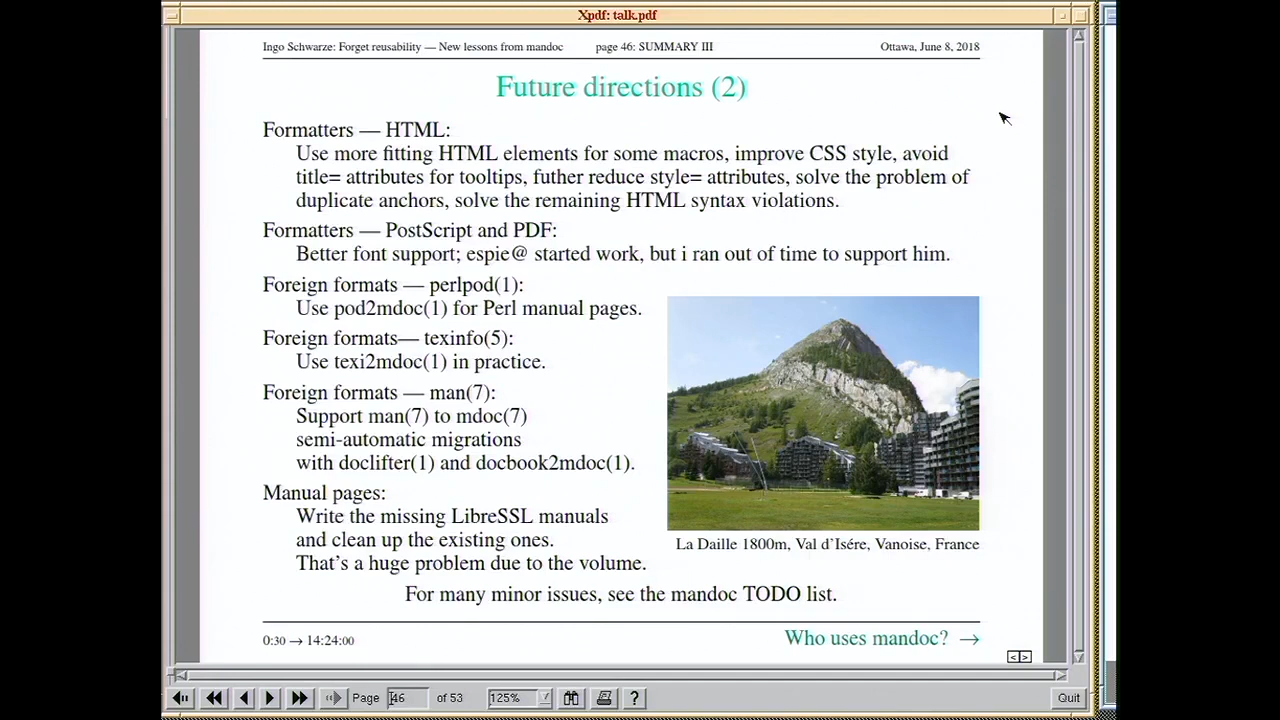 Xpdf: talk.pdf
Ingo Schwarze: Forget reusability — New lessons from mandoc page 46: SUMMARY III Ottawa, June 8, 2018
Future directions (2)
Formatters — HTML:
Use more fitting HTML elements for some macros, improve CSS style, avoid
title= attributes for tooltips, futher reduce style= attributes, solve the problem of
duplicate anchors, solve the remaining HTML syntax violations.
Formatters — PostScript and PDF:
Better font support; espie@ started work, but i ran out of time to support him.
Foreign formats — perlpod(1):
Use pod2mdoc(1) for Perl manual pages.
Foreign formats— texinfo(5):
Use texi2mdoc(1) in practice.
Foreign formats — man(7):
Support man(7) to mdoc(7)
semi-automatic migrations
with doclifter(1) and docbook2mdoc(1).
Manual pages:
Write the missing LibreSSL manuals
and clean up the existing ones.
That's a huge problem due to the volume.
La Daille 1800m, Val d'Isére, Vanoise, France
For many minor issues, see the mandoc TODO list.
0:30 → 14:24:00 Who uses mandoc? →
Page 46 of 53 125% ? Quit